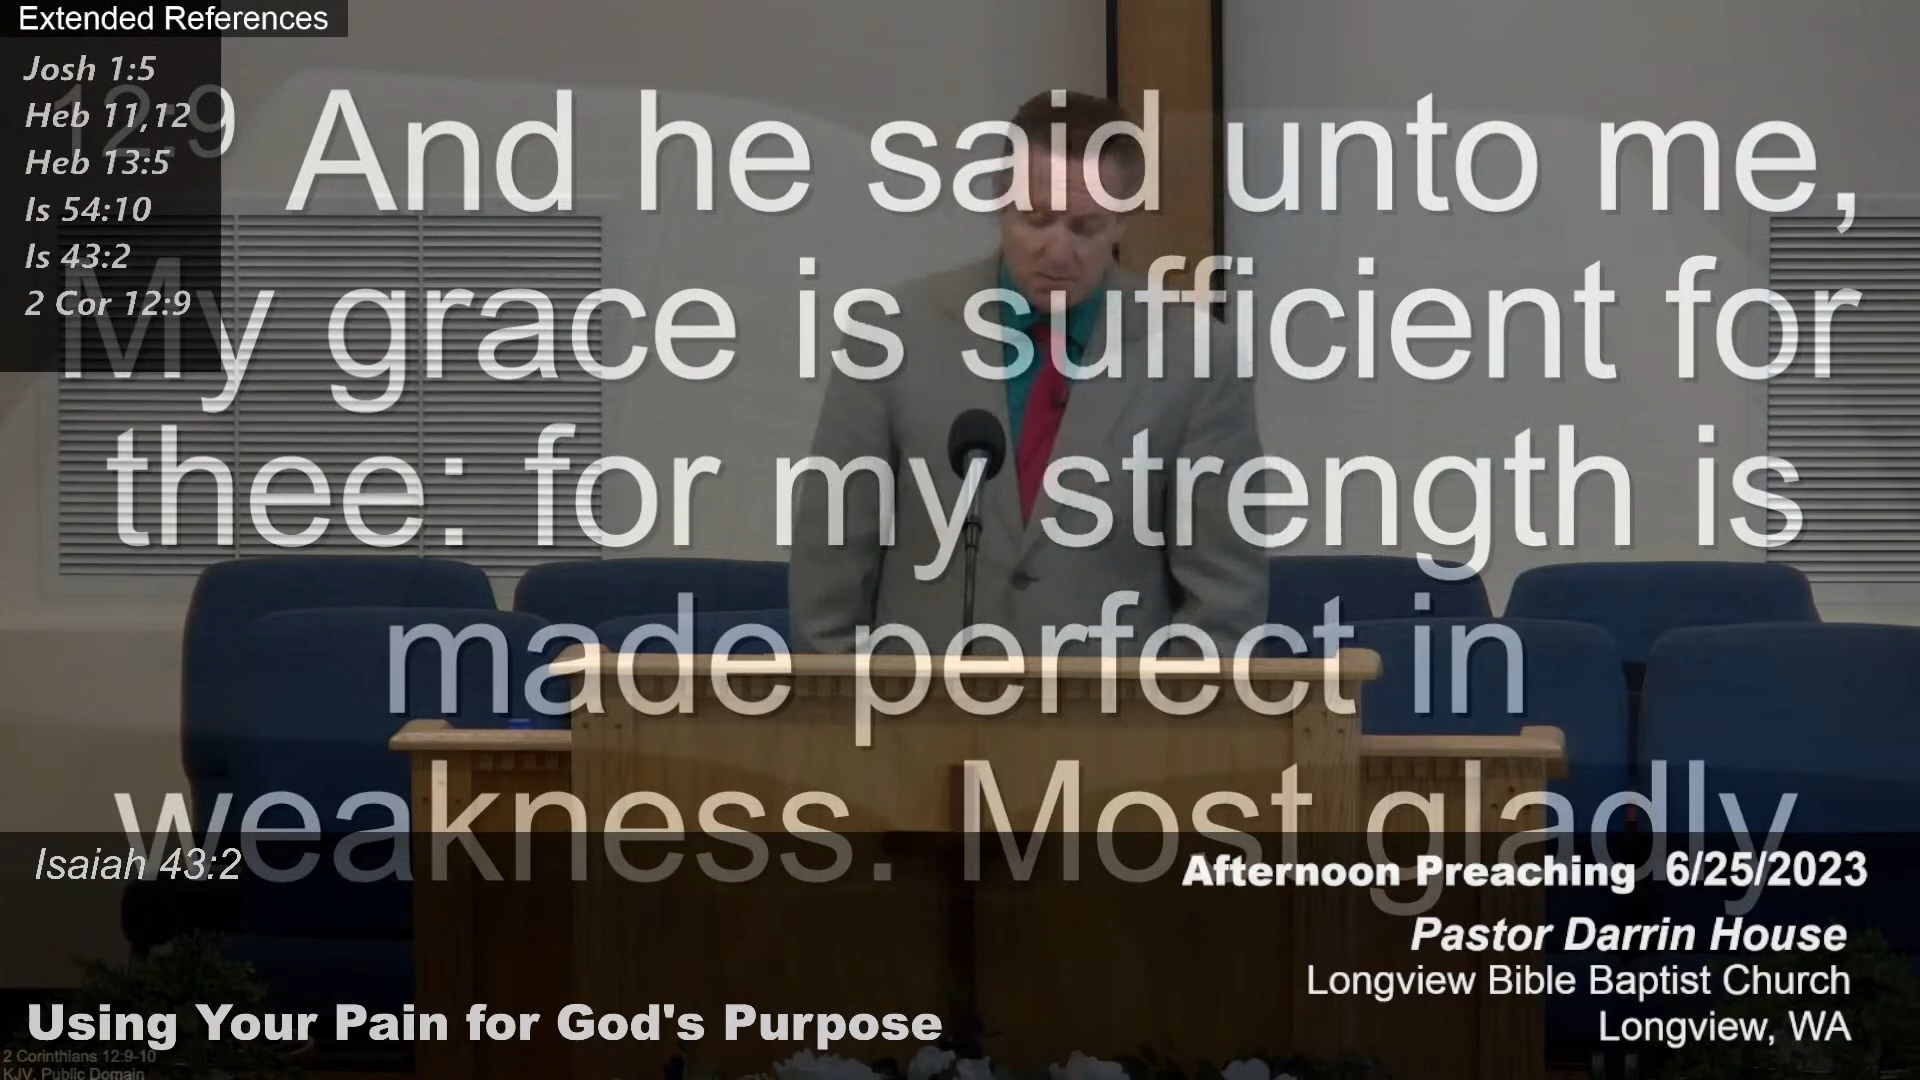 Extended References
Josh 1:5
Heb 11,12
Heb 13:5
Is 54:10
Is 43:2
2 Cor 12:9
12:9 And he said unto me,
My grace is sufficient for
thee: for my strength is
made perfect in
weakness. Most gladly
Isaiah 43:2
Afternoon Preaching 6/25/2023
Pastor Darrin House
Longview Bible Baptist Church
Longview, WA
Using Your Pain for God's Purpose
2 Corinthians 12:9-10
KJV, Public Domain